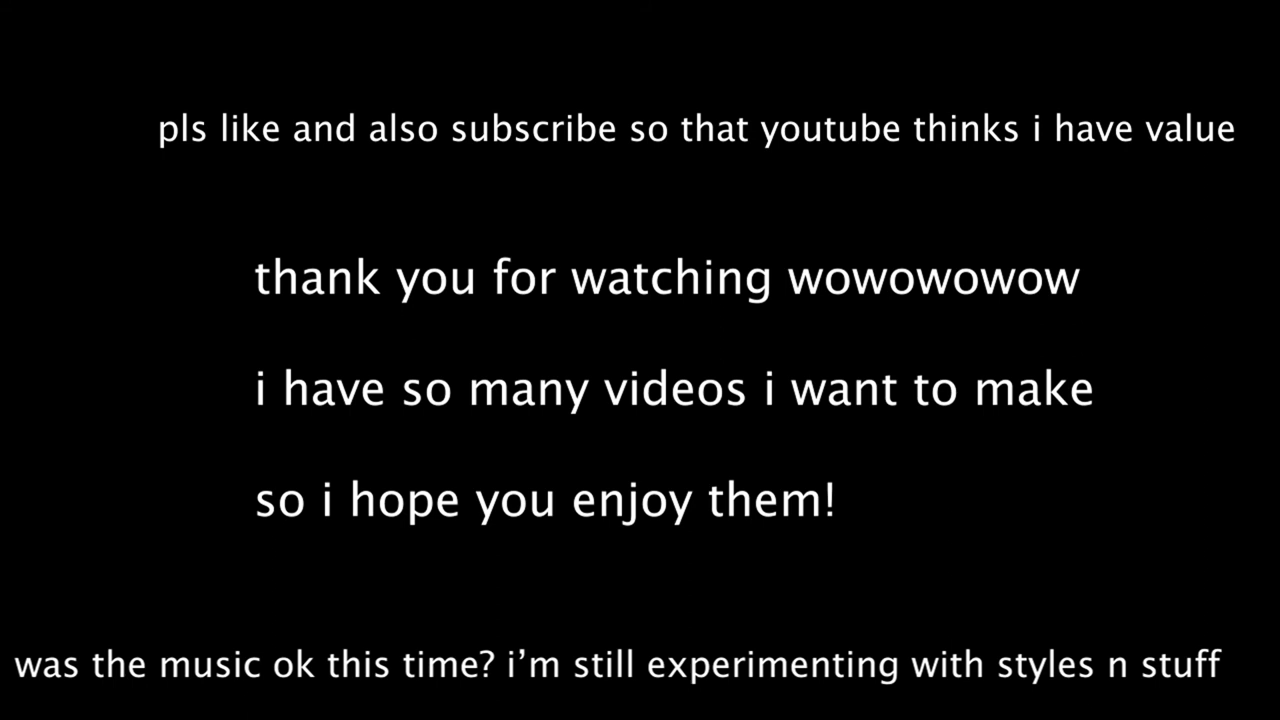 pls like and also subscribe so that youtube thinks i have value
thank you for watching wowowowow
i have so many videos i want to make
so i hope you enjoy them!
was the music ok this time? i’m still experimenting with styles n stuff